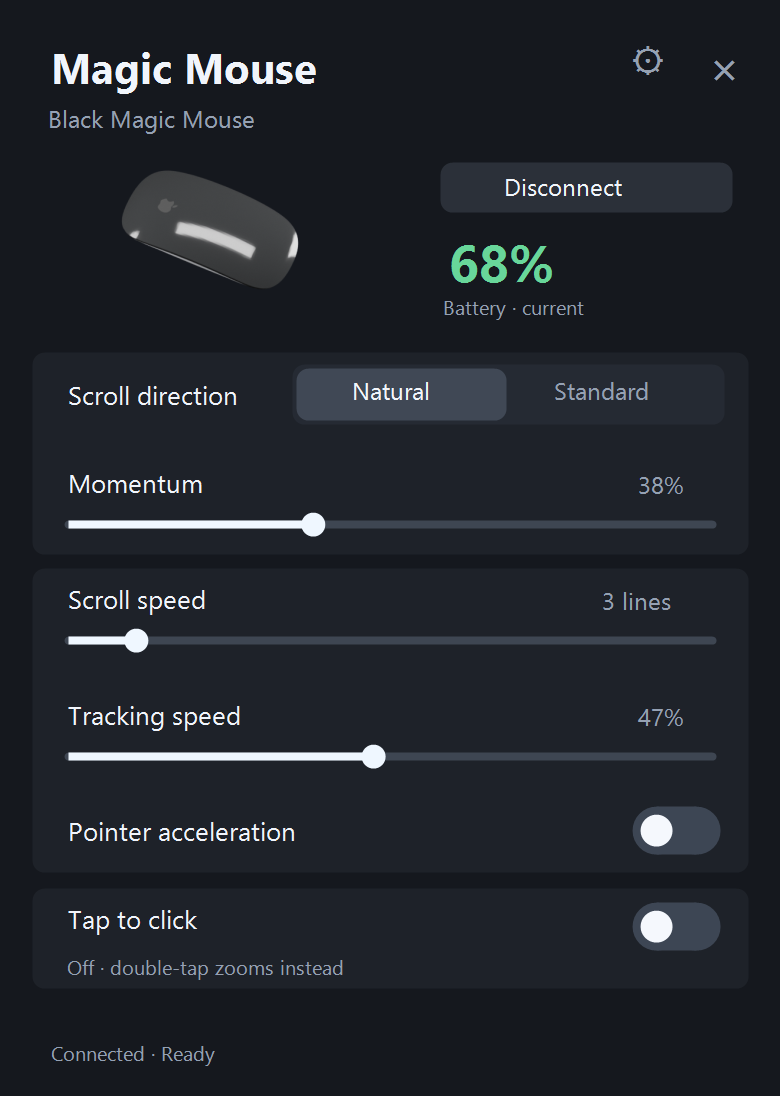 Magic Mouse
Black Magic Mouse
Disconnect
68%
Battery · current
Scroll direction
Natural
Standard
Momentum
38%
Scroll speed
3 lines
Tracking speed
47%
Pointer acceleration
Tap to click
Off · double-tap zooms instead
Connected · Ready